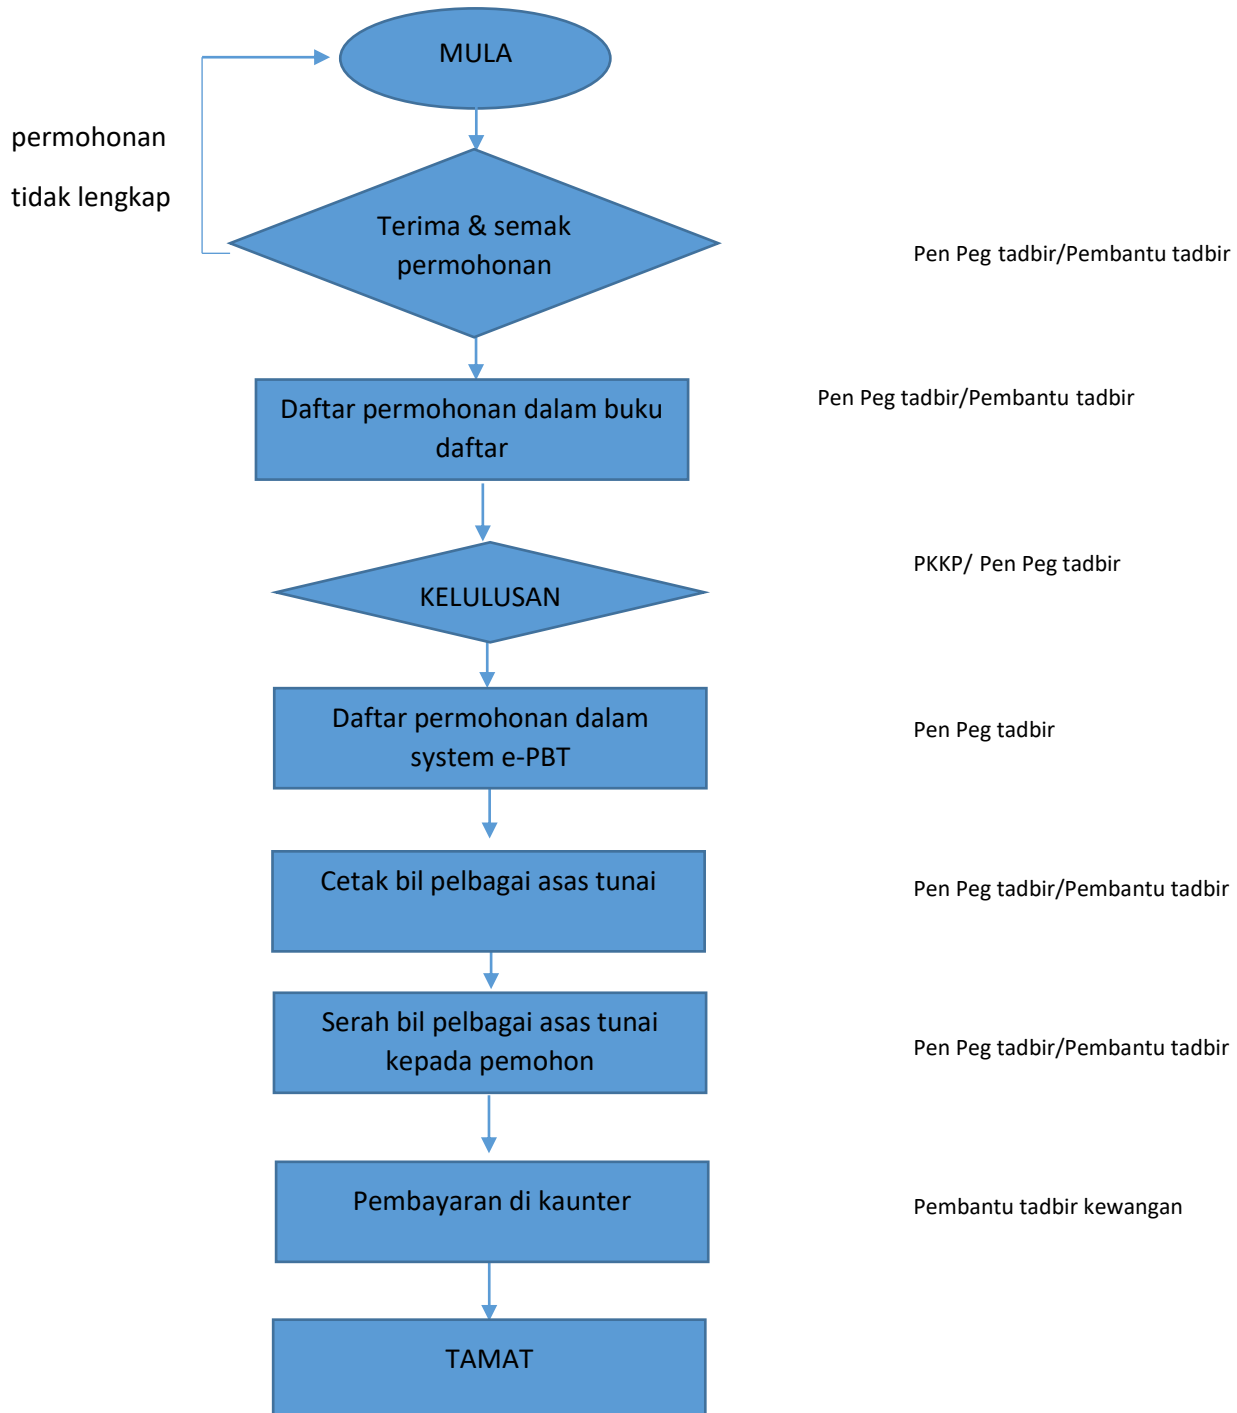 MULA
permohonan
tidak lengkap
Terima & semak
permohonan
Pen Peg tadbir/Pembantu tadbir
Daftar permohonan dalam buku
daftar
Pen Peg tadbir/Pembantu tadbir
KELULUSAN
PKKP/ Pen Peg tadbir
Daftar permohonan dalam
system e-PBT
Pen Peg tadbir
Cetak bil pelbagai asas tunai
Pen Peg tadbir/Pembantu tadbir
Serah bil pelbagai asas tunai
kepada pemohon
Pen Peg tadbir/Pembantu tadbir
Pembayaran di kaunter
Pembantu tadbir kewangan
TAMAT